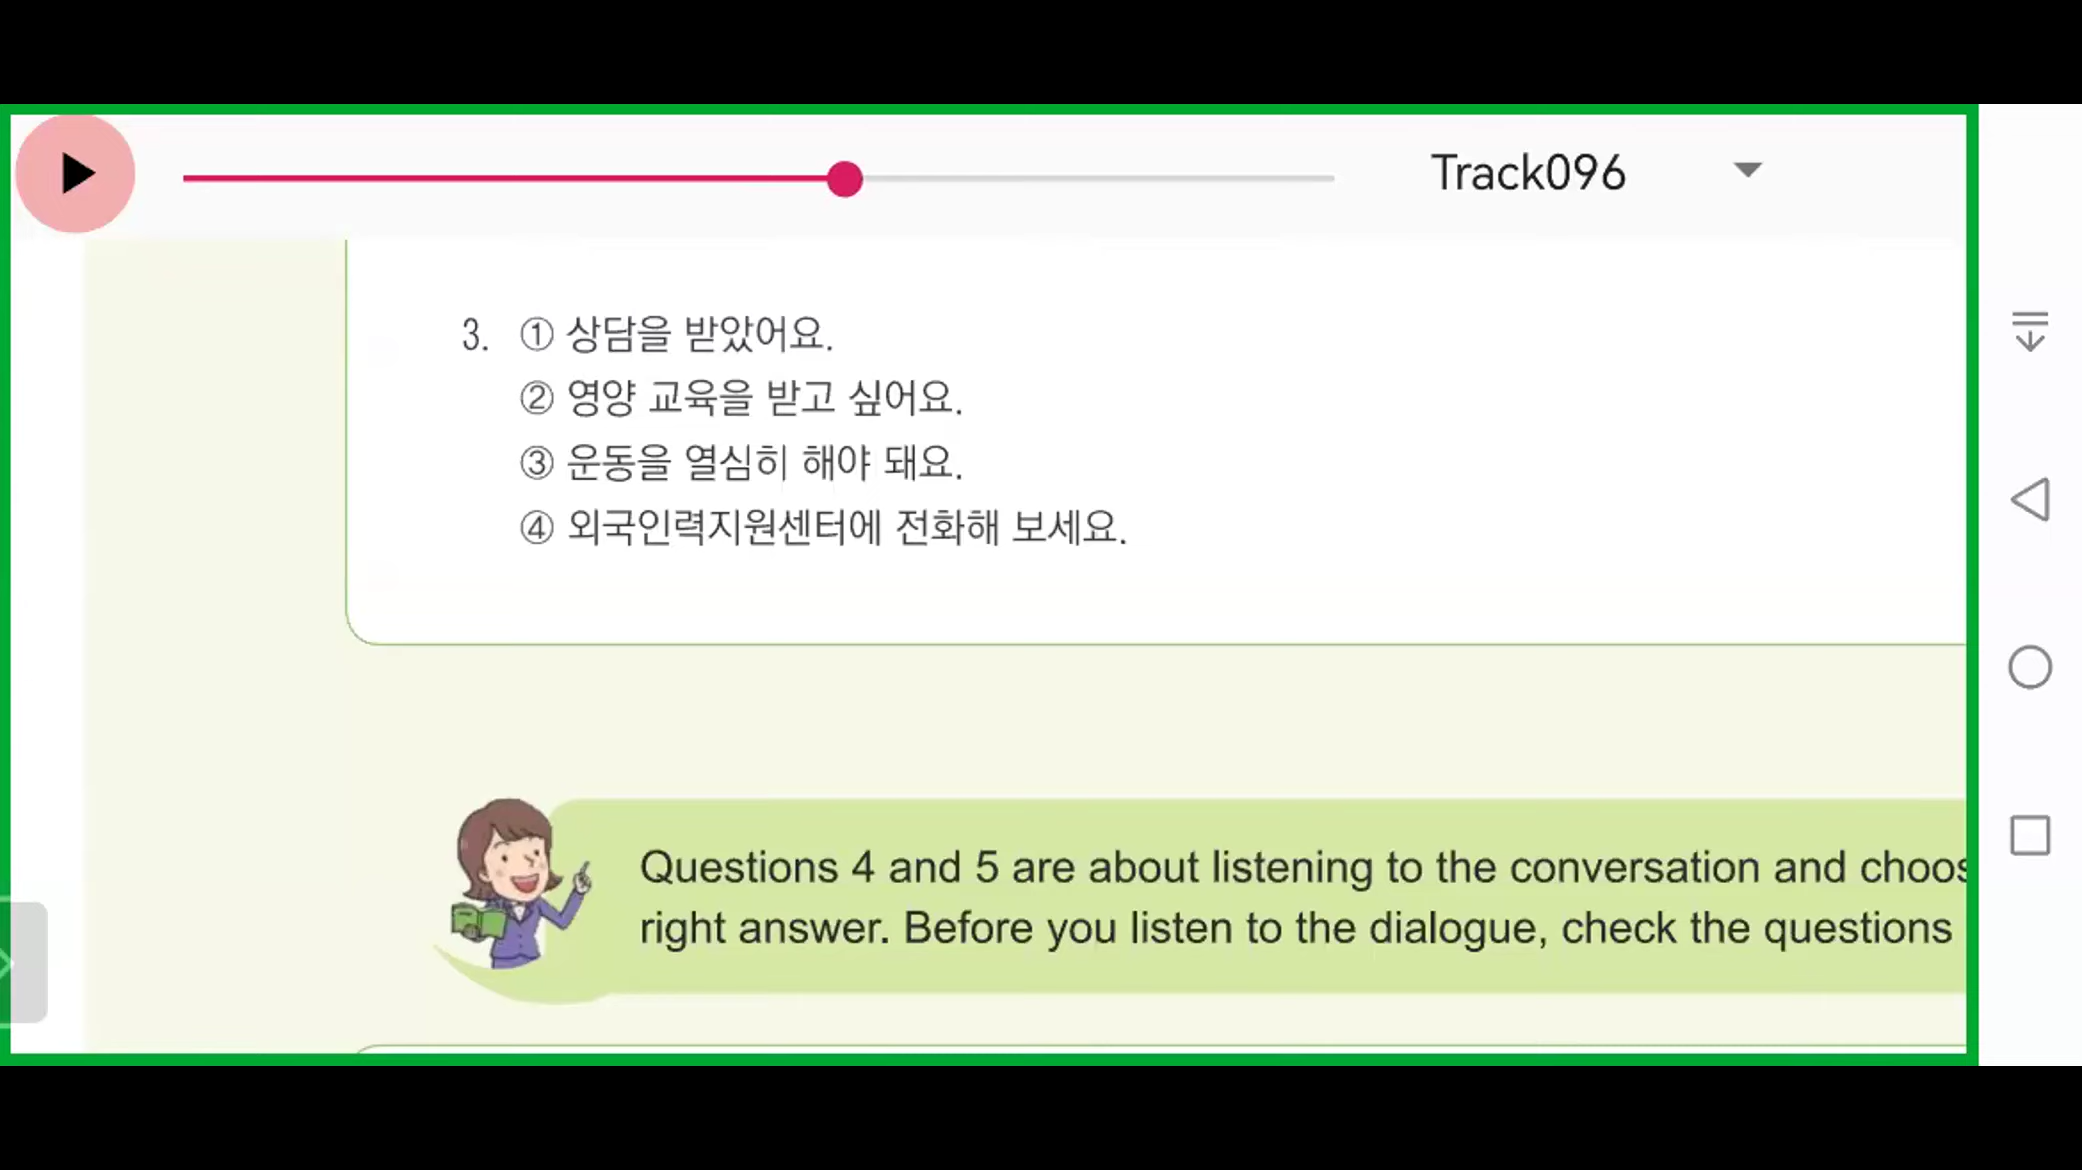 Track096
3. ① 상담을 받았어요.
② 영양 교육을 받고 싶어요.
③ 운동을 열심히 해야 돼요.
④ 외국인력지원센터에 전화해 보세요.
Questions 4 and 5 are about listening to the conversation and choos
right answer. Before you listen to the dialogue, check the questions